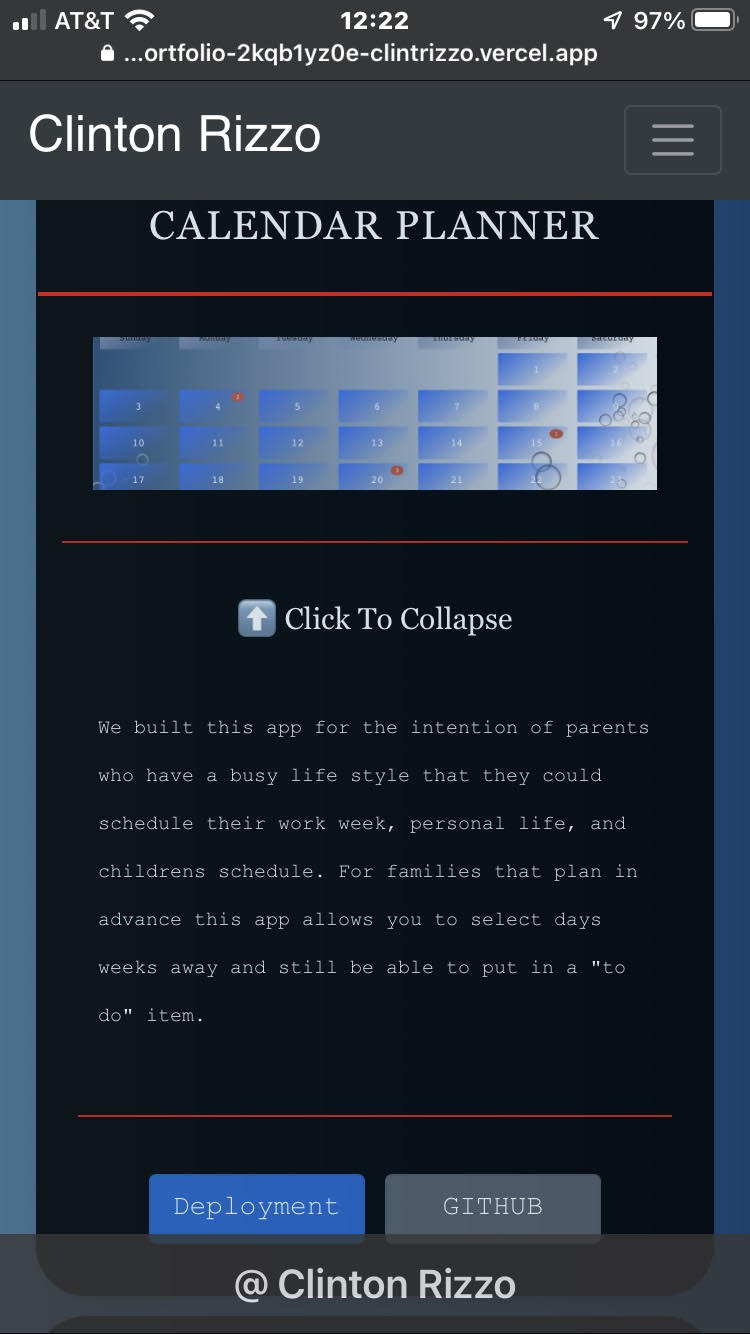 AT&T 12:22 97%
...ortfolio-2kqb1yz0e-clintrizzo.vercel.app
Clinton Rizzo
CALENDAR PLANNER
Sunday Monday Tuesday Wednesday Thursday Friday Saturday
1 2
3 4 5 6 7 8 9
10 11 12 13 14 15 16
17 18 19 20 21 22 23
Click To Collapse
We built this app for the intention of parents
who have a busy life style that they could
schedule their work week, personal life, and
childrens schedule. For families that plan in
advance this app allows you to select days
weeks away and still be able to put in a "to
do" item.
Deployment GITHUB
@ Clinton Rizzo